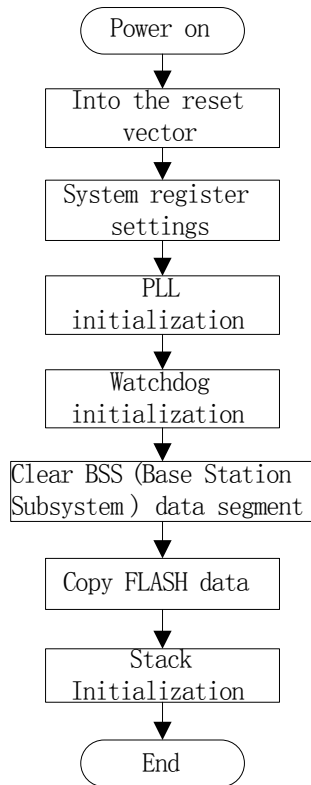 Power on
Into the reset
vector
System register
settings
PLL
initialization
Watchdog
initialization
Clear BSS (Base Station
Subsystem) data segment
Copy FLASH data
Stack
Initialization
End